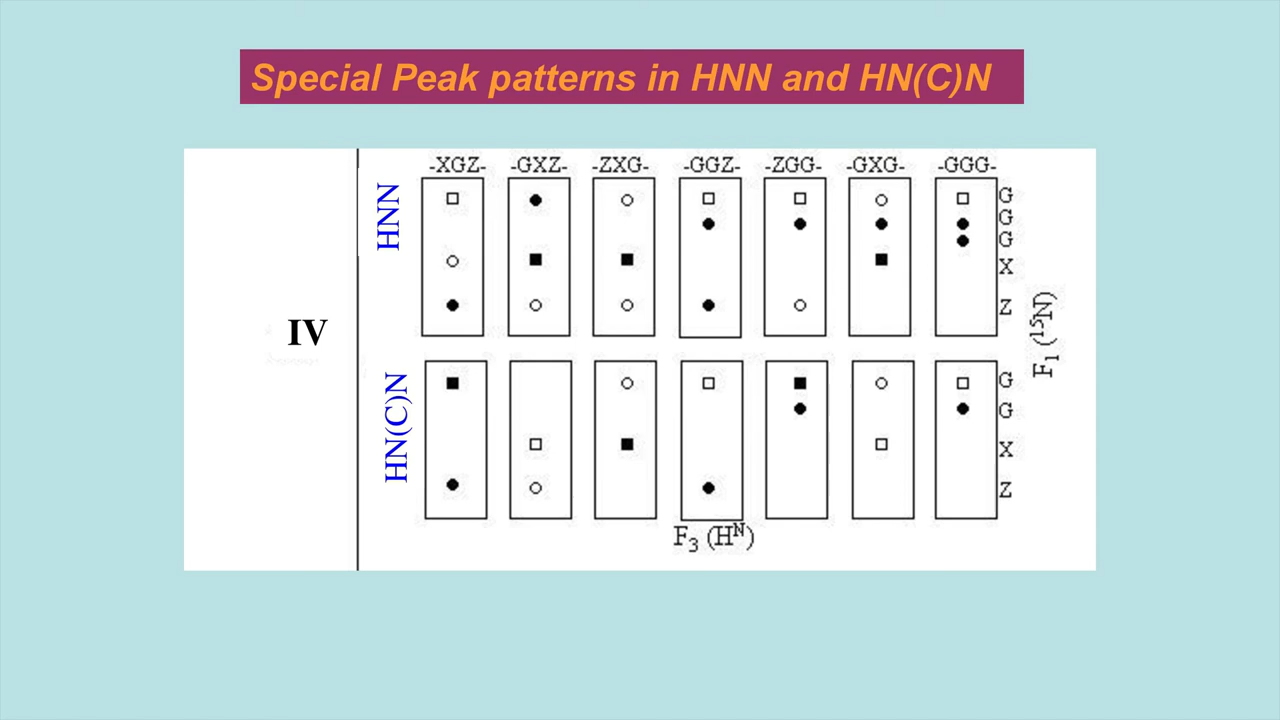 Special Peak patterns in HNN and HN(C)N
-XGZ- -GXZ- -ZXG- -GGZ- -ZGG- -GXG- -GGG-
HNN
G
G
G
X
Z
IV
F1 (15N)
HN(C)N
G
G
X
Z
F3 (HN)